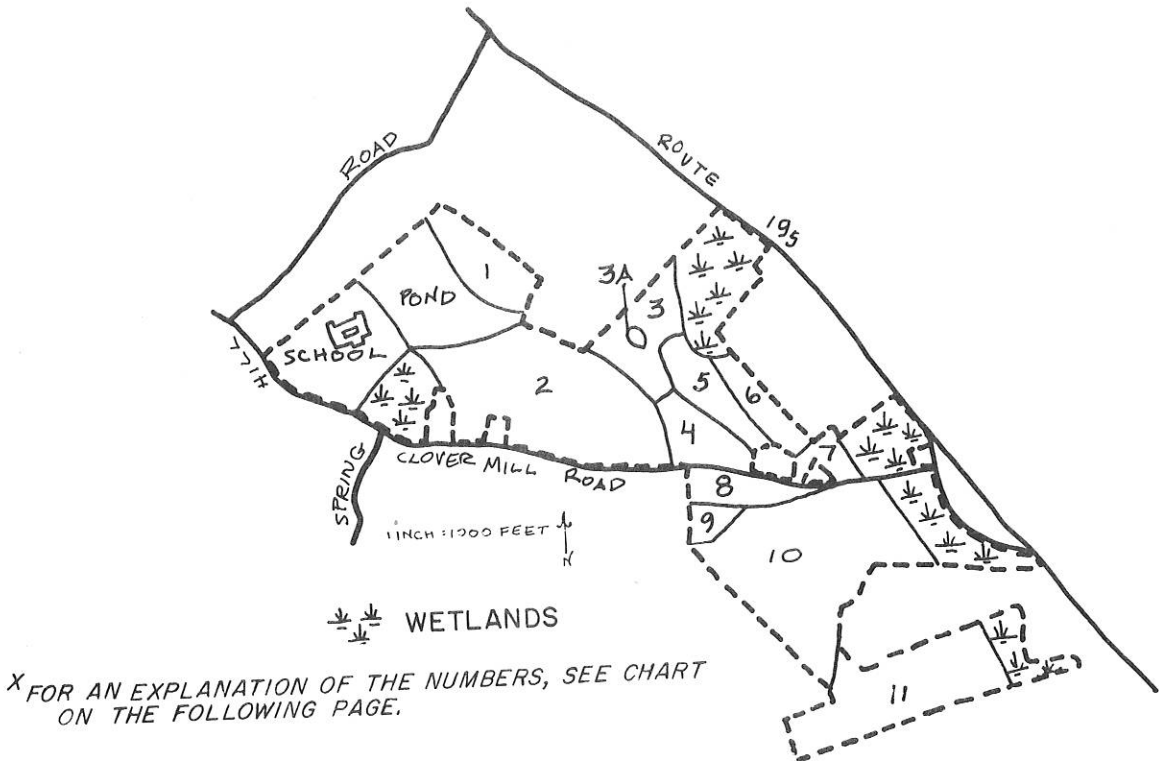 ROAD
ROUTE
195
1
3A
3
POND
SCHOOL
HILL
2
5
6
4
7
CLOVER MILL ROAD
SPRING
8
9
10
1 INCH : 1000 FEET
N
WETLANDS
X FOR AN EXPLANATION OF THE NUMBERS, SEE CHART
ON THE FOLLOWING PAGE.
11